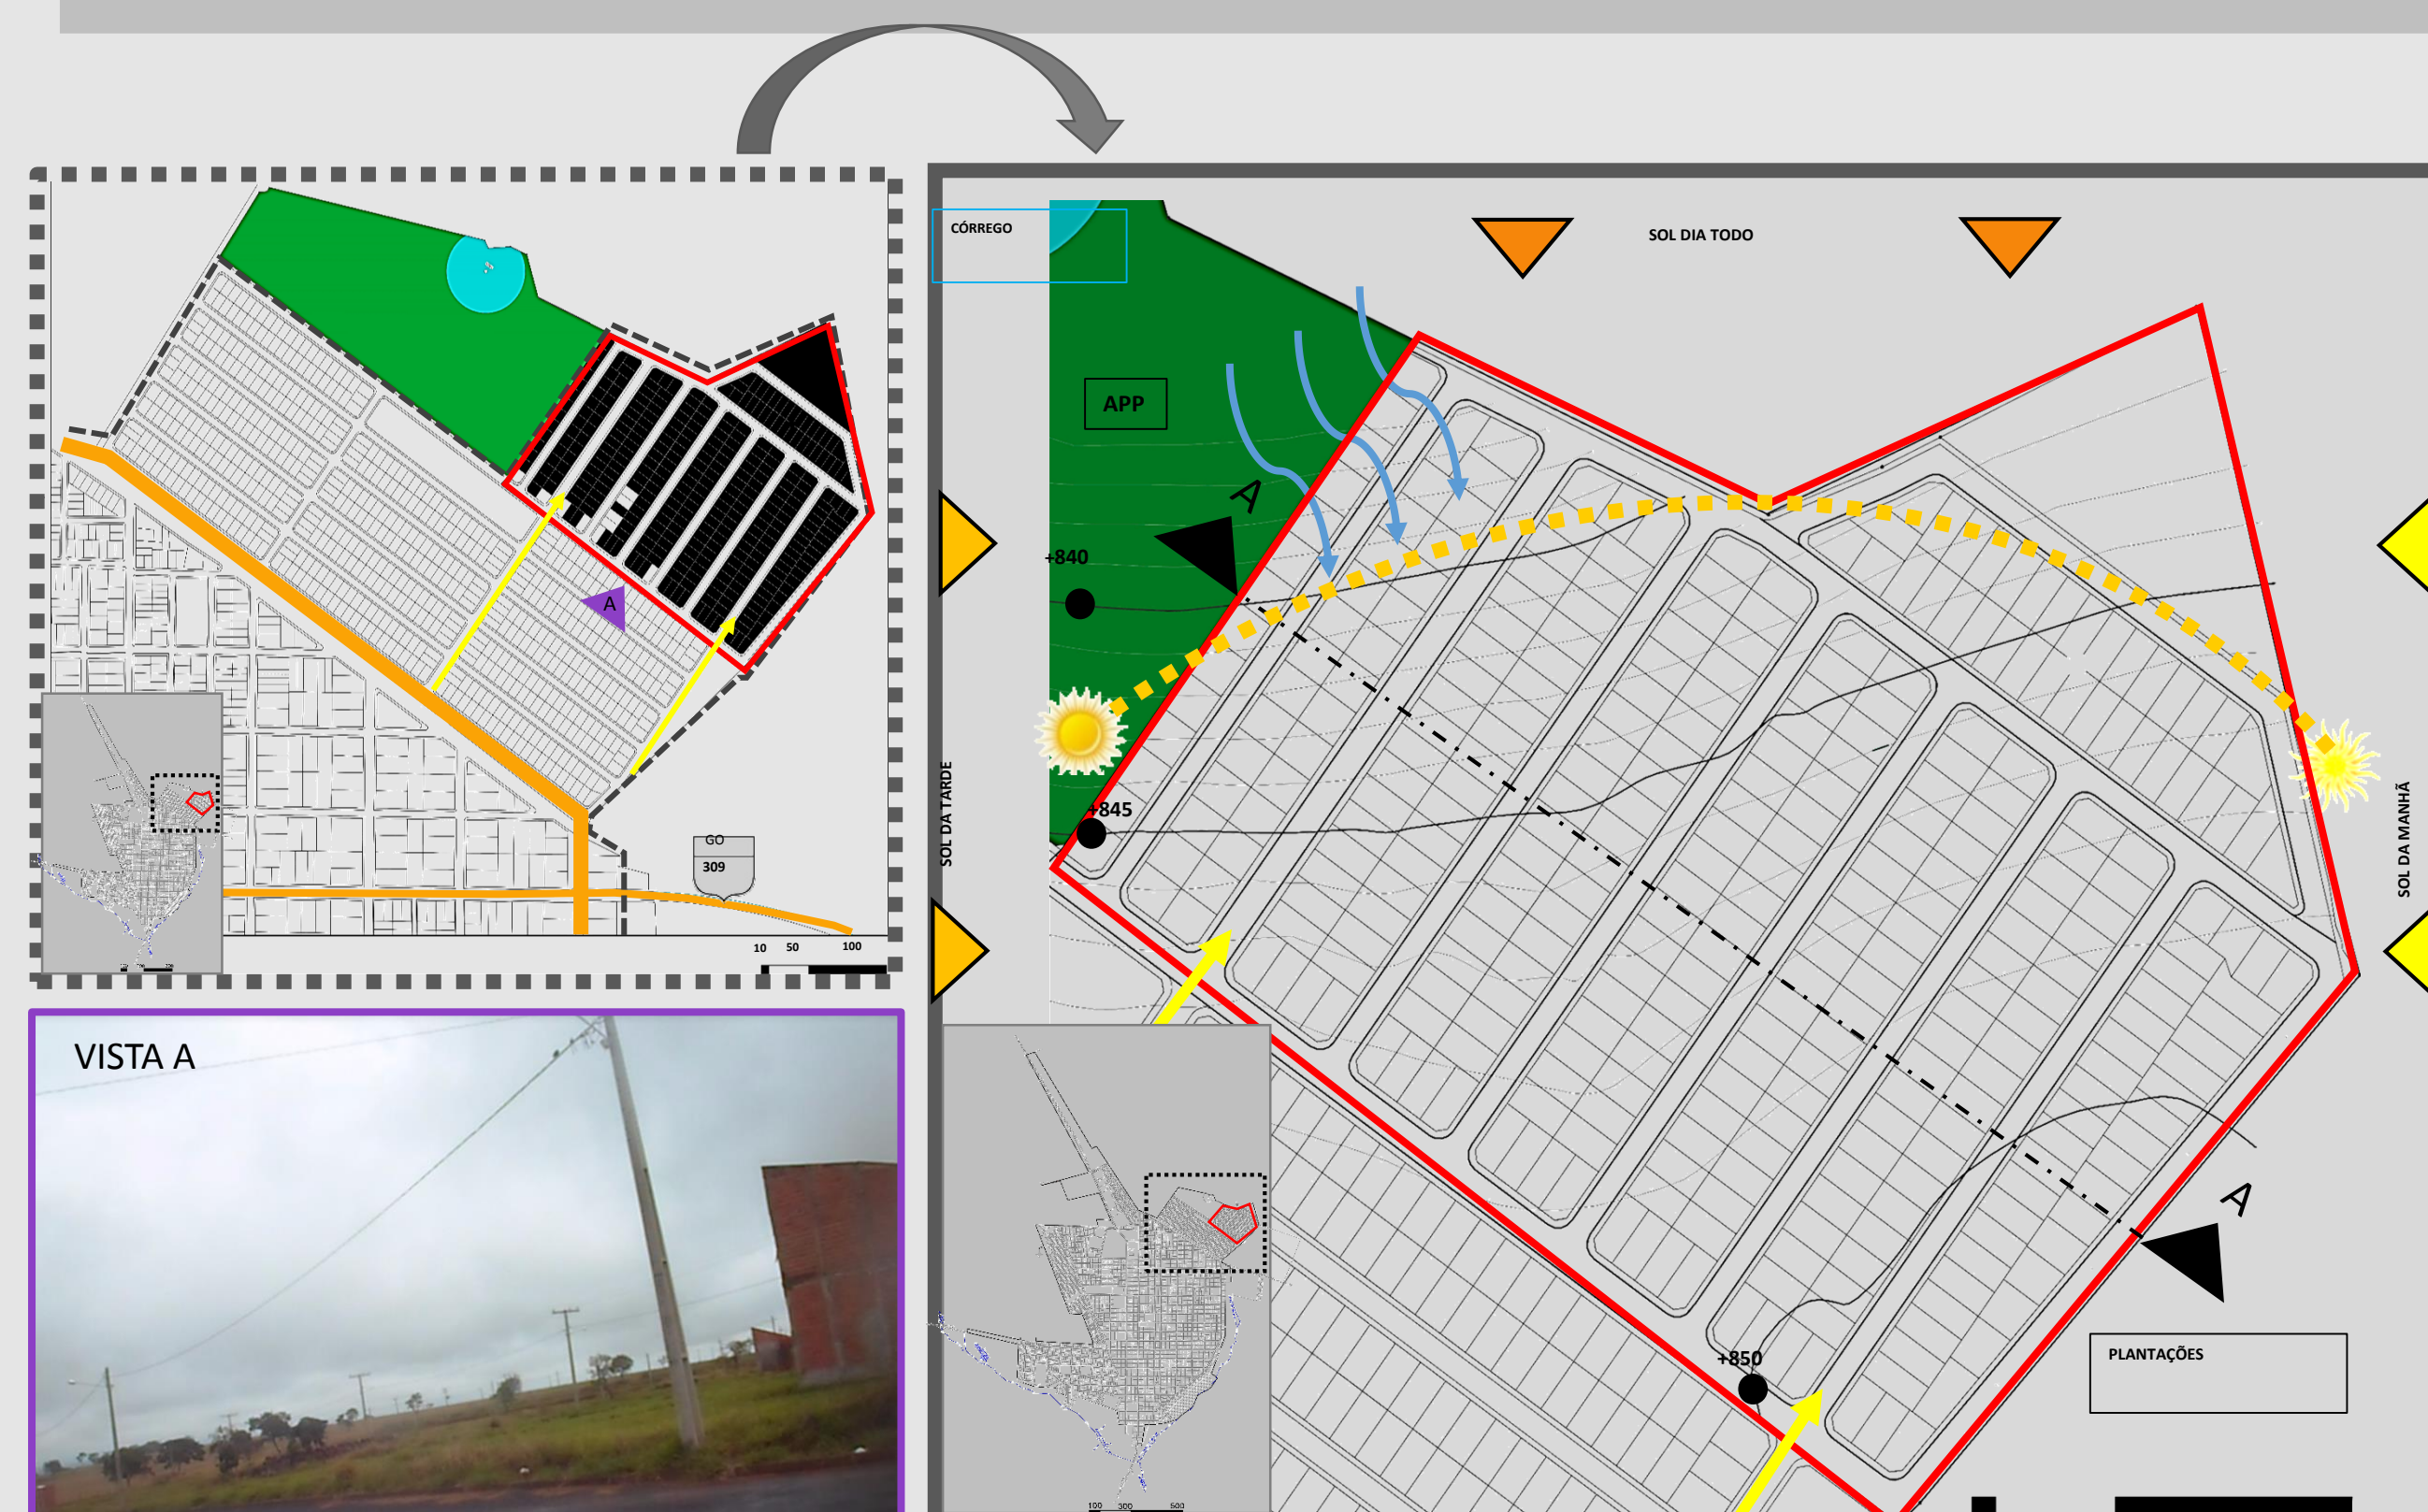 A
GO
309
10 50 100
VISTA A
CÓRREGO
SOL DIA TODO
APP
A
+840
SOL DA TARDE
+845
SOL DA MANHÃ
A
+850
PLANTAÇÕES
100 300 500